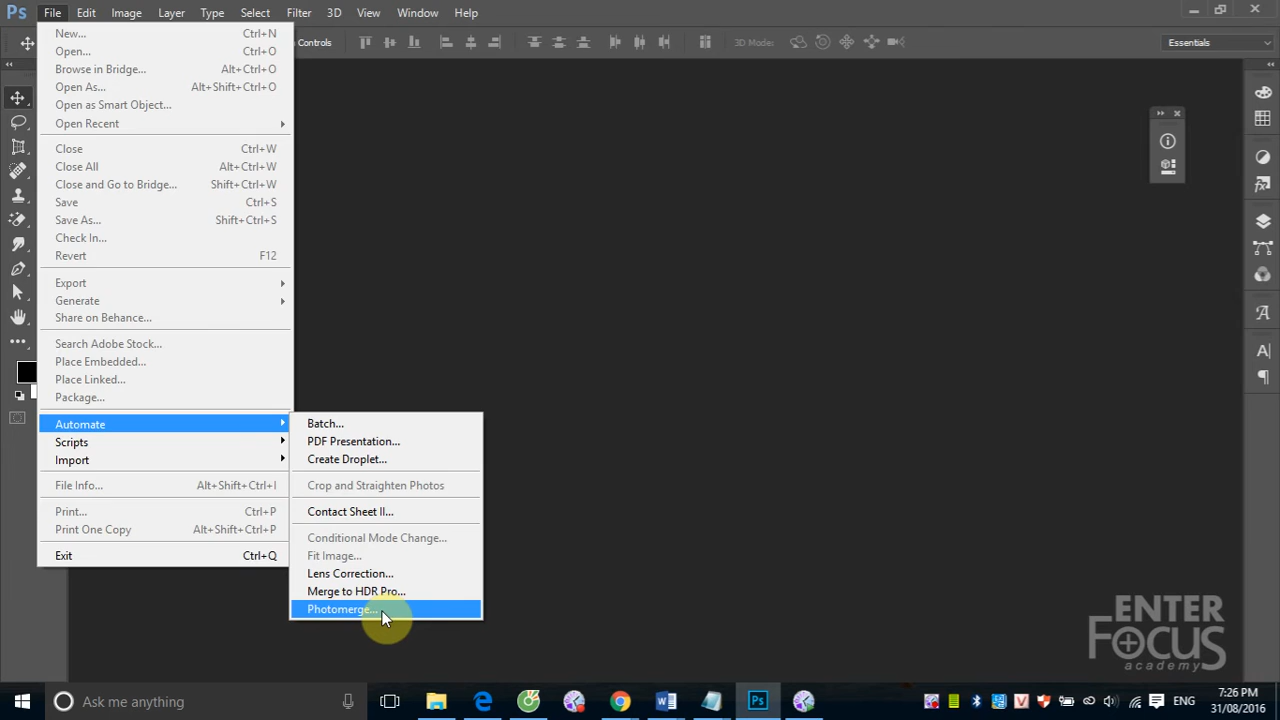 Ps File Edit Image Layer Type Select Filter 3D View Window Help
Controls 3D Mode: Essentials
New... Ctrl+N
Open... Ctrl+O
Browse in Bridge... Alt+Ctrl+O
Open As... Alt+Shift+Ctrl+O
Open as Smart Object...
Open Recent
Close Ctrl+W
Close All Alt+Ctrl+W
Close and Go to Bridge... Shift+Ctrl+W
Save Ctrl+S
Save As... Shift+Ctrl+S
Check In...
Revert F12
Export
Generate
Share on Behance...
Search Adobe Stock...
Place Embedded...
Place Linked...
Package...
Automate
Scripts
Import
File Info... Alt+Shift+Ctrl+I
Print... Ctrl+P
Print One Copy Alt+Shift+Ctrl+P
Exit Ctrl+Q
Batch...
PDF Presentation...
Create Droplet...
Crop and Straighten Photos
Contact Sheet II...
Conditional Mode Change...
Fit Image...
Lens Correction...
Merge to HDR Pro...
Photomerge...
ENTER
FOCUS
academy
Ask me anything
Ps
ENG
7:26 PM
31/08/2016